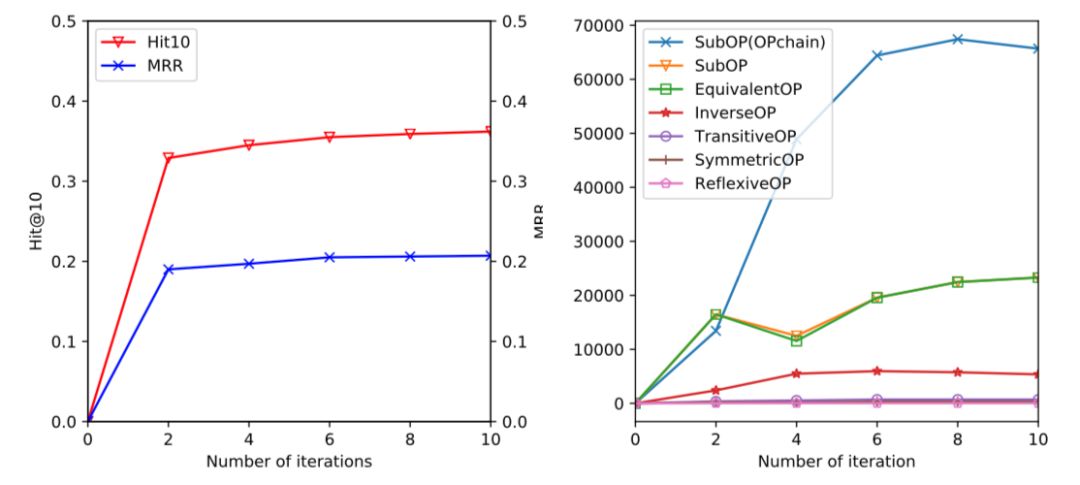 0.5
0.4
0.3
0.2
0.1
0.0
Hit@10
Hit10
MRR
0.5
0.4
0.3
0.2
0.1
0.0
MRR
0 2 4 6 8 10
Number of iterations
70000
60000
50000
40000
30000
20000
10000
0
SubOP(OPchain)
SubOP
EquivalentOP
InverseOP
TransitiveOP
SymmetricOP
ReflexiveOP
0 2 4 6 8 10
Number of iteration